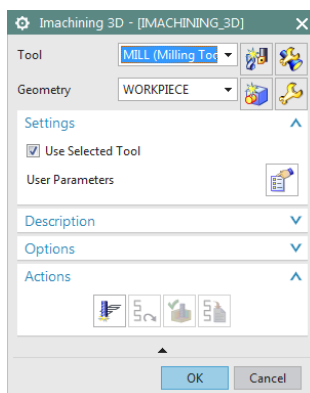 Imachining 3D - [IMACHINING_3D]
Tool MILL (Milling Too
Geometry WORKPIECE
Settings
Use Selected Tool
User Parameters
Description
Options
Actions
OK Cancel